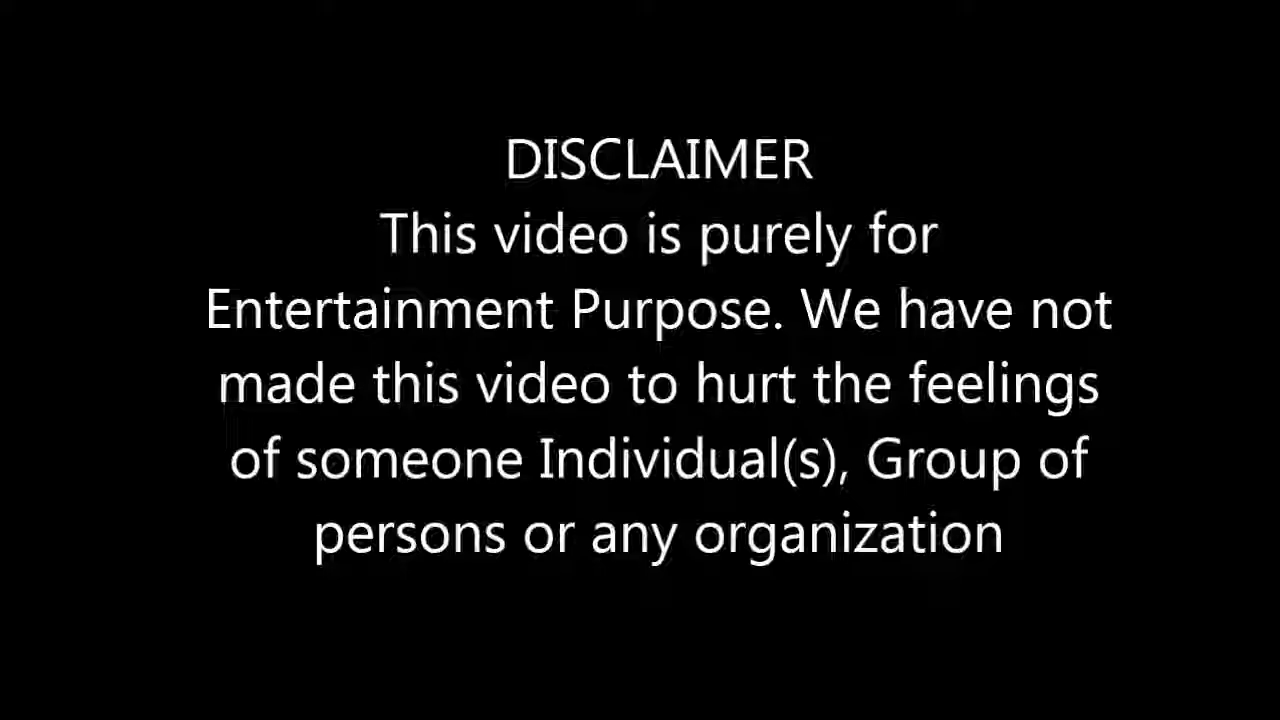 DISCLAIMER
This video is purely for
Entertainment Purpose. We have not
made this video to hurt the feelings
of someone Individual(s), Group of
persons or any organization